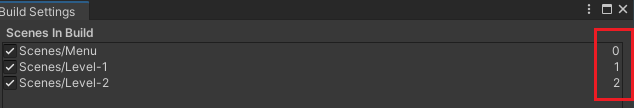 Build Settings
Scenes In Build
Scenes/Menu 0
Scenes/Level-1 1
Scenes/Level-2 2